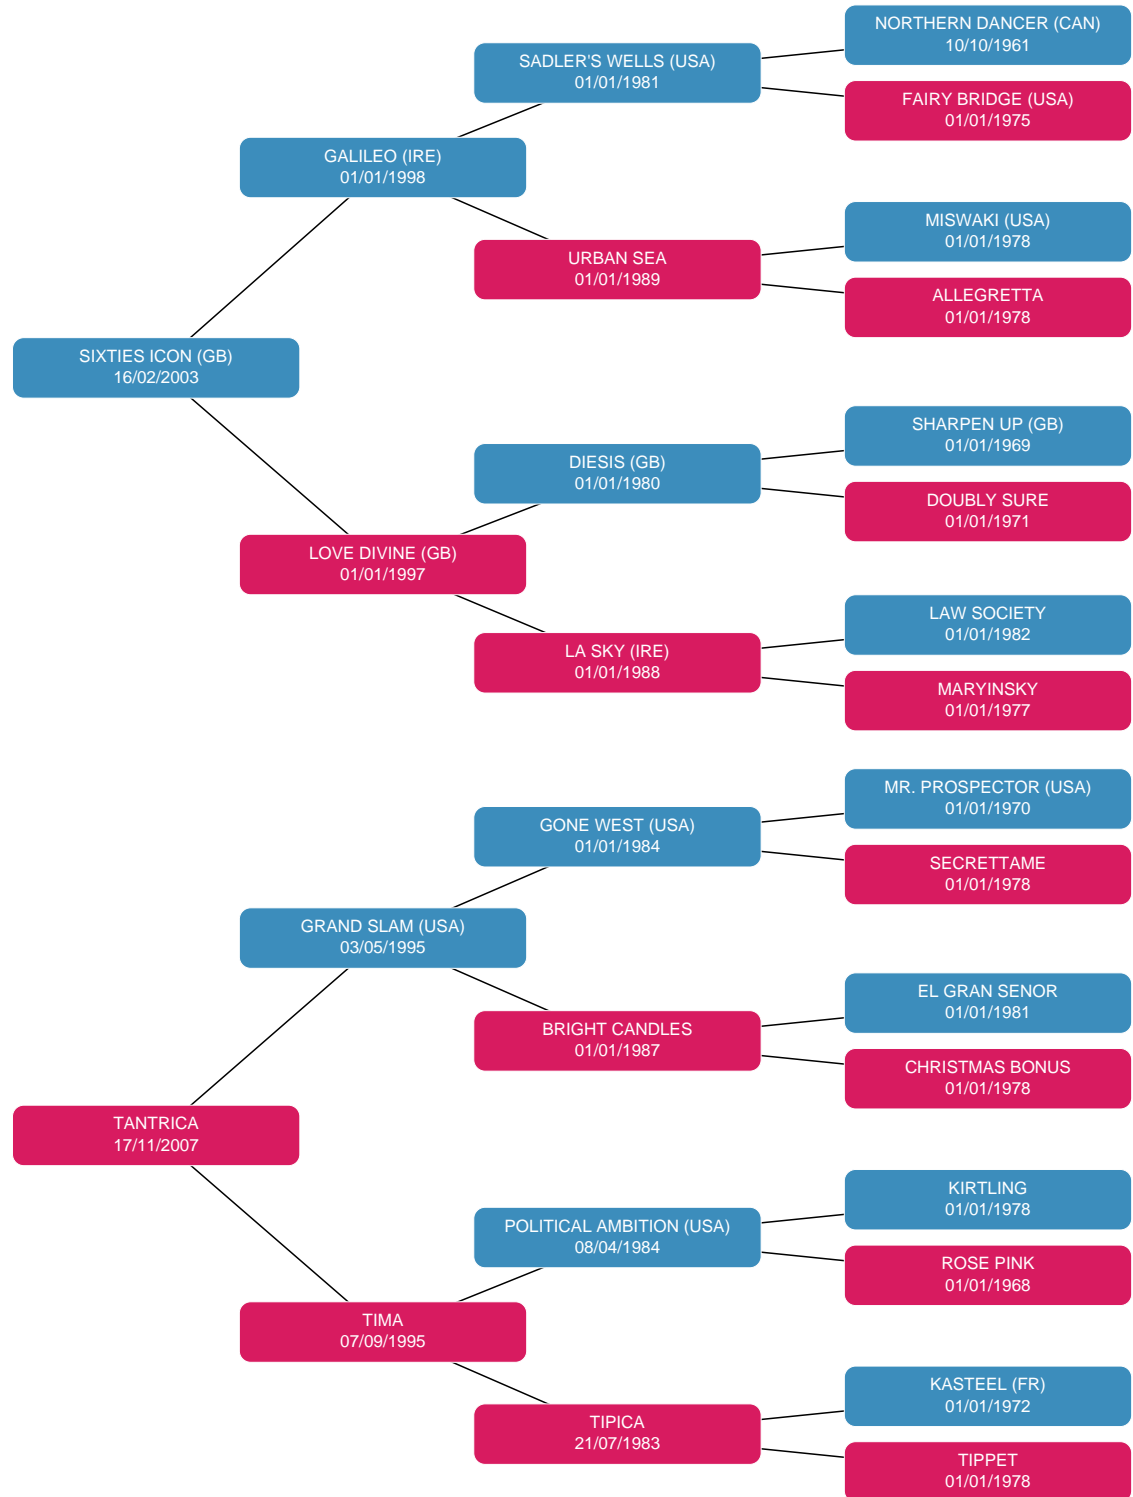 NORTHERN DANCER (CAN)
10/10/1961
SADLER'S WELLS (USA)
01/01/1981
FAIRY BRIDGE (USA)
01/01/1975
GALILEO (IRE)
01/01/1998
MISWAKI (USA)
01/01/1978
URBAN SEA
01/01/1989
ALLEGRETTA
01/01/1978
SIXTIES ICON (GB)
16/02/2003
SHARPEN UP (GB)
01/01/1969
DIESIS (GB)
01/01/1980
DOUBLY SURE
01/01/1971
LOVE DIVINE (GB)
01/01/1997
LAW SOCIETY
01/01/1982
LA SKY (IRE)
01/01/1988
MARYINSKY
01/01/1977
MR. PROSPECTOR (USA)
01/01/1970
GONE WEST (USA)
01/01/1984
SECRETTAME
01/01/1978
GRAND SLAM (USA)
03/05/1995
EL GRAN SENOR
01/01/1981
BRIGHT CANDLES
01/01/1987
CHRISTMAS BONUS
01/01/1978
TANTRICA
17/11/2007
KIRTLING
01/01/1978
POLITICAL AMBITION (USA)
08/04/1984
ROSE PINK
01/01/1968
TIMA
07/09/1995
KASTEEL (FR)
01/01/1972
TIPICA
21/07/1983
TIPPET
01/01/1978